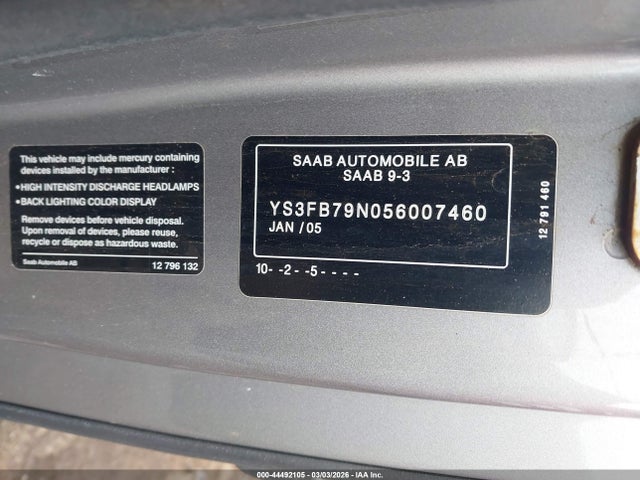 This vehicle may include mercury containing
devices installed by the manufacturer :
•HIGH INTENSITY DISCHARGE HEADLAMPS
•BACK LIGHTING COLOR DISPLAY
Remove devices before vehicle disposal.
Upon removal of devices, please reuse,
recycle or dispose as hazardous waste.
Saab Automobile AB 12 796 132
SAAB AUTOMOBILE AB
SAAB 9-3
YS3FB79N056007460
JAN /05
10- -2- -5- - - -
12 791 460
000-44492105 - 03/03/2026 - IAA Inc.